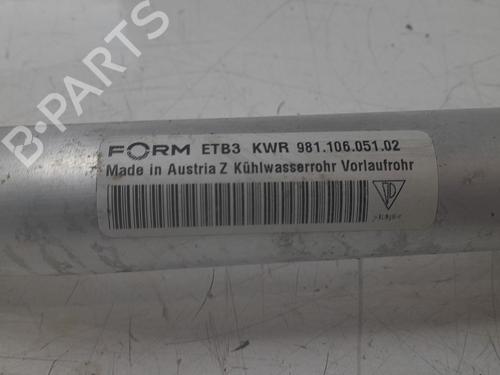 B-PARTS
FORM ETB3 KWR 981.106.051.02
Made in Austria Z Kühlwasserrohr Vorlaufrohr